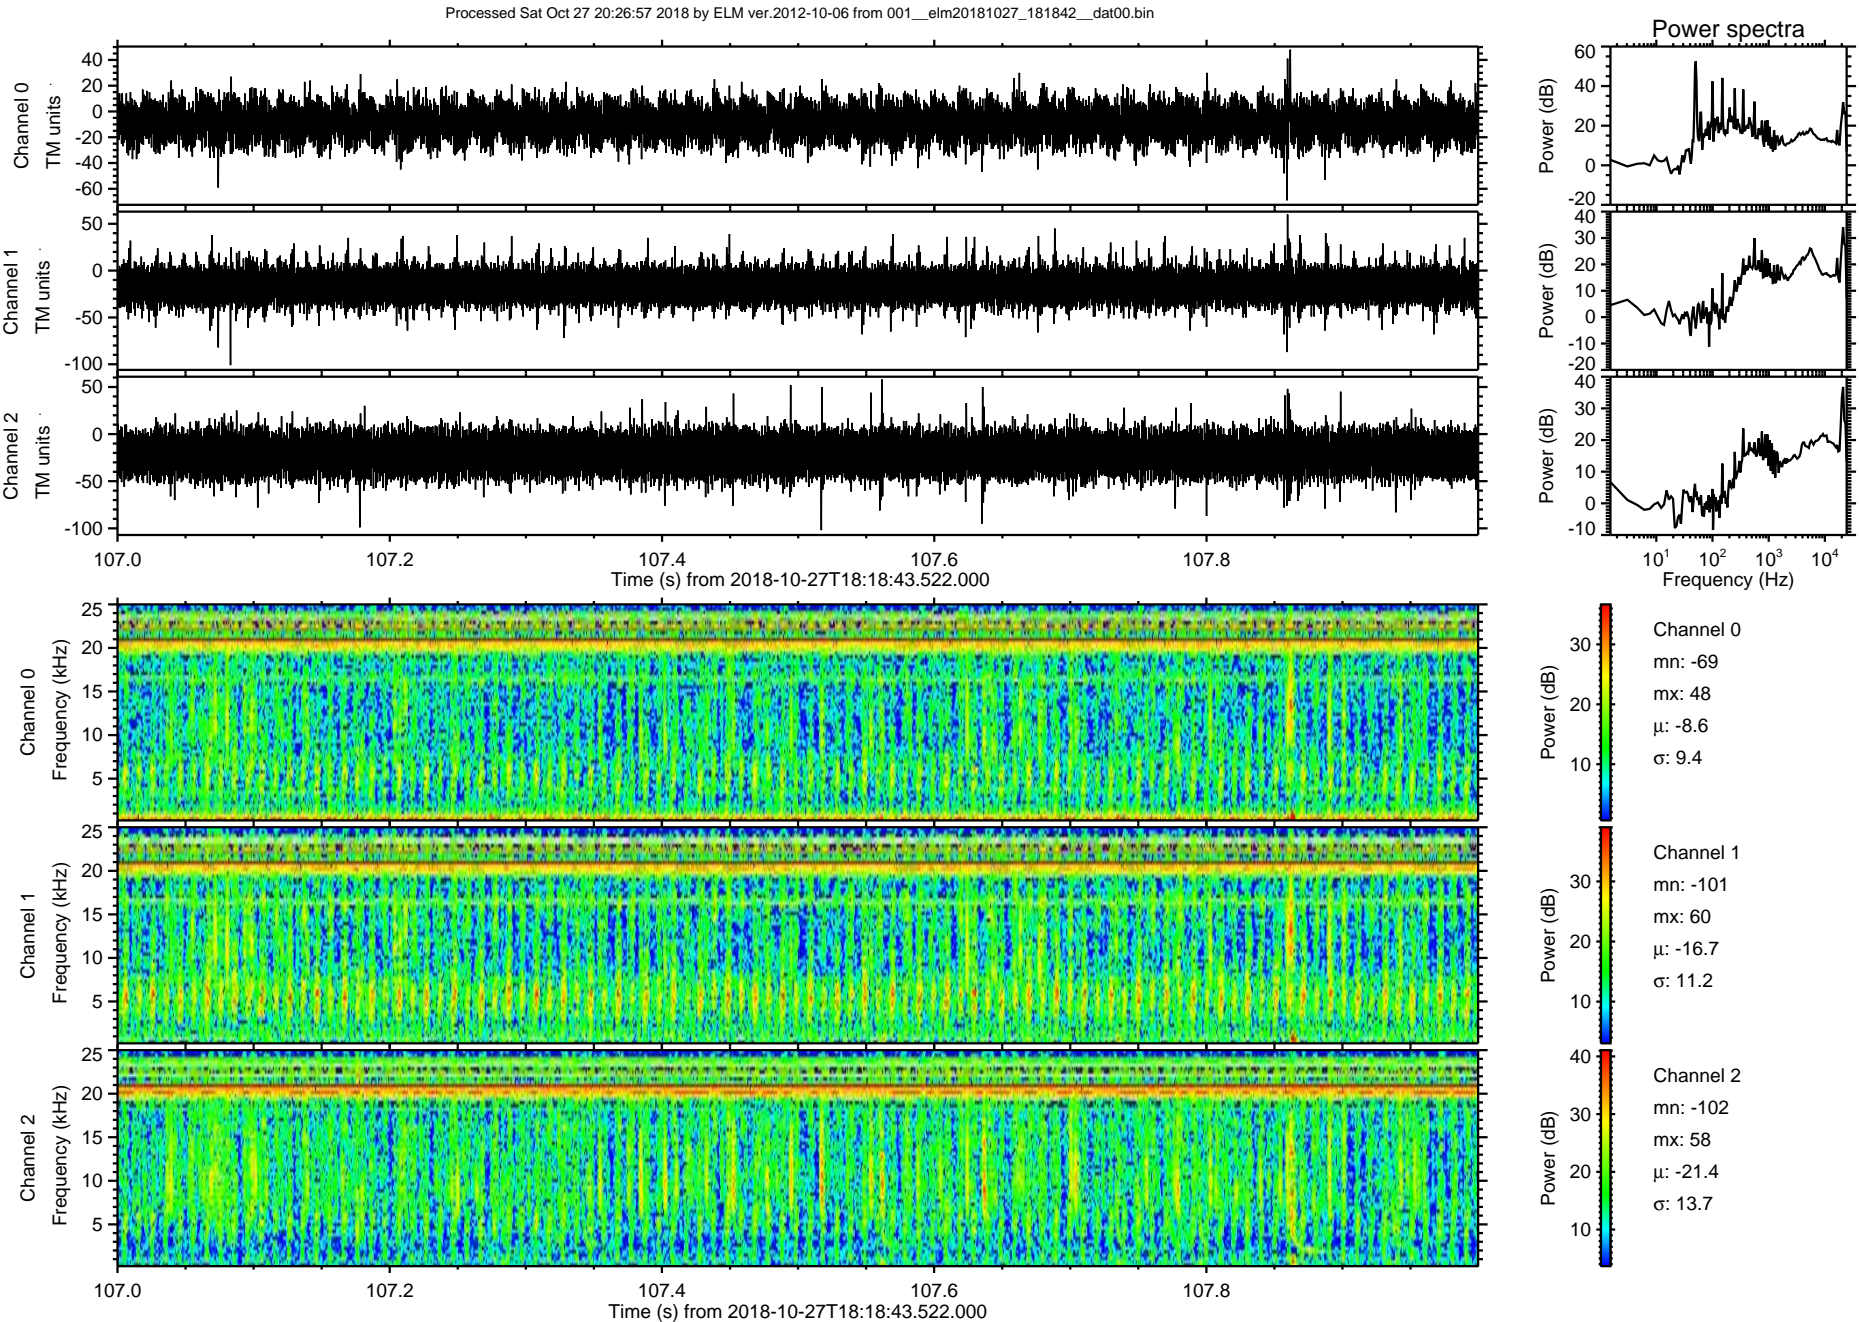 Processed Sat Oct 27 20:26:57 2018 by ELM ver.2012-10-06 from 001__elm20181027_181842__dat00.bin
Power spectra
Channel 0
TM units
40
20
0
-20
-40
-60
Power (dB)
60
40
20
0
-20
Channel 1
TM units
50
0
-50
-100
Power (dB)
40
30
20
10
0
-10
-20
Channel 2
TM units
50
0
-50
-100
Power (dB)
40
30
20
10
0
-10
107.0 107.2 107.4 107.6 107.8
Time (s) from 2018-10-27T18:18:43.522.000
10¹ 10² 10³ 10⁴
Frequency (Hz)
Channel 0
Frequency (kHz)
25
20
15
10
5
Power (dB)
30
20
10
Channel 0
mn: -69
mx: 48
μ: -8.6
σ: 9.4
Channel 1
Frequency (kHz)
25
20
15
10
5
Power (dB)
30
20
10
Channel 1
mn: -101
mx: 60
μ: -16.7
σ: 11.2
Channel 2
Frequency (kHz)
25
20
15
10
5
Power (dB)
40
30
20
10
Channel 2
mn: -102
mx: 58
μ: -21.4
σ: 13.7
107.0 107.2 107.4 107.6 107.8
Time (s) from 2018-10-27T18:18:43.522.000